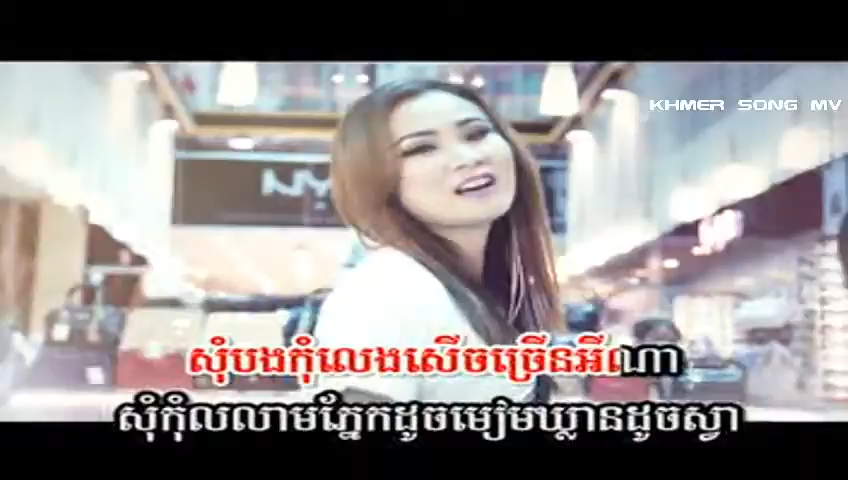 KHMER SONG MV
NY
សុំបងកុំលេងសើចច្រើនអីណា
សុំកុំលលាមភ្នែកដូចមៀមឃ្លានដូចស្វា